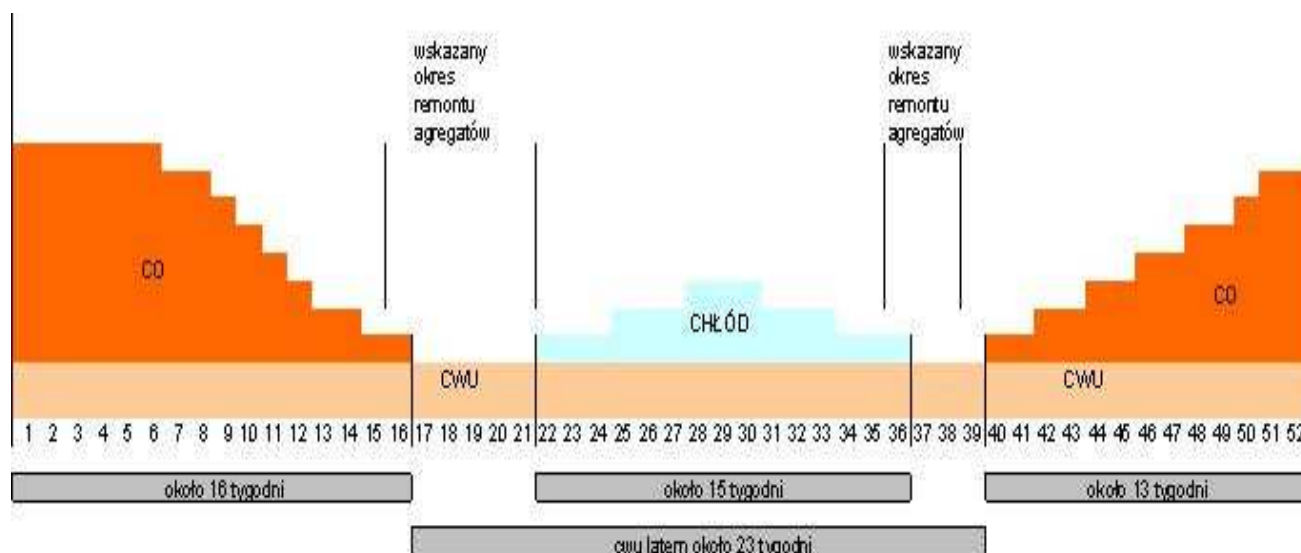 wskazany
okres
remontu
agregatów
wskazany
okres
remontu
agregatów
CO
CHŁÓD
CO
CWU
CWU
1 2 3 4 5 6 7 8 9 10 11 12 13 14 15 16 17 18 19 20 21 22 23 24 25 26 27 28 29 30 31 32 33 34 35 36 37 38 39 40 41 42 43 44 45 46 47 48 49 50 51 52
około 16 tygodni
około 15 tygodni
około 13 tygodni
cwu latem około 23 tygodni